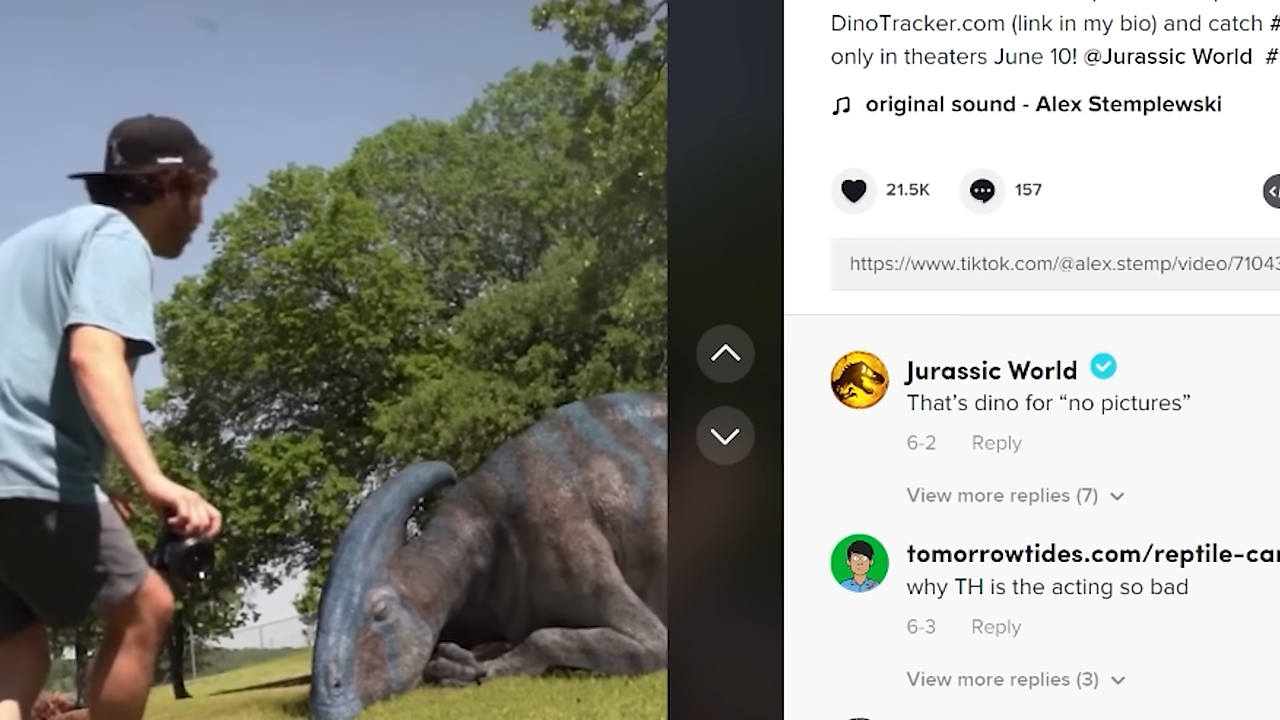 DinoTracker.com (link in my bio) and catch #
only in theaters June 10! @Jurassic World #
original sound - Alex Stemplewski
21.5K 157
https://www.tiktok.com/@alex.stemp/video/71043
Jurassic World
That's dino for “no pictures”
6-2 Reply
View more replies (7)
tomorrowtides.com/reptile-car
why TH is the acting so bad
6-3 Reply
View more replies (3)